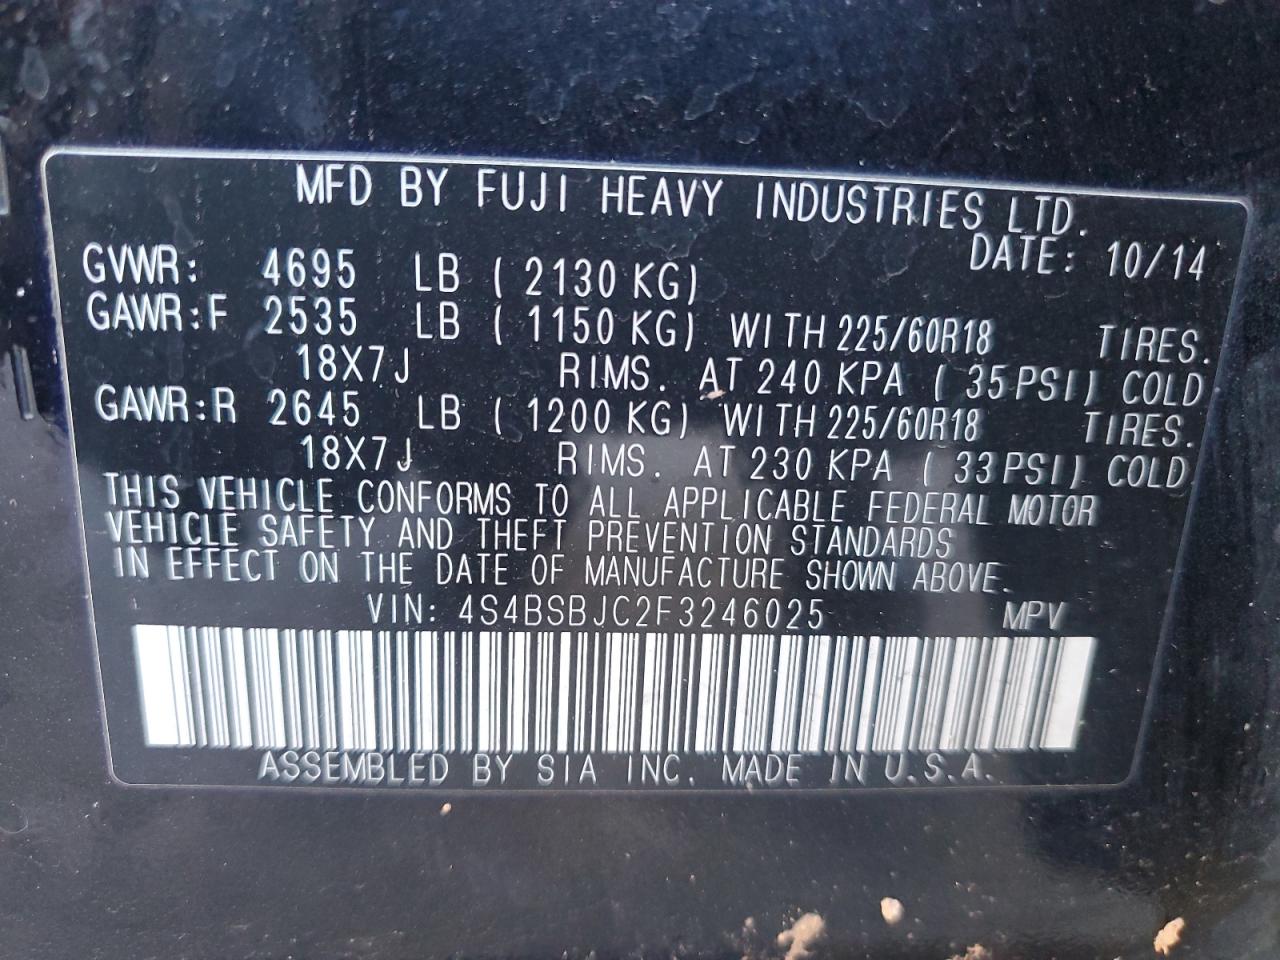 MFD BY FUJI HEAVY INDUSTRIES LTD.
DATE: 10/14
GVWR: 4695 LB ( 2130 KG)
GAWR:F 2535 LB ( 1150 KG) WITH 225/60R18 TIRES.
18X7J RIMS. AT 240 KPA ( 35 PSI) COLD
GAWR:R 2645 LB ( 1200 KG) WITH 225/60R18 TIRES.
18X7J RIMS. AT 230 KPA ( 33 PSI) COLD
THIS VEHICLE CONFORMS TO ALL APPLICABLE FEDERAL MOTOR
VEHICLE SAFETY AND THEFT PREVENTION STANDARDS
IN EFFECT ON THE DATE OF MANUFACTURE SHOWN ABOVE.
VIN: 4S4BSBJC2F3246025 MPV
ASSEMBLED BY SIA INC. MADE IN U.S.A.